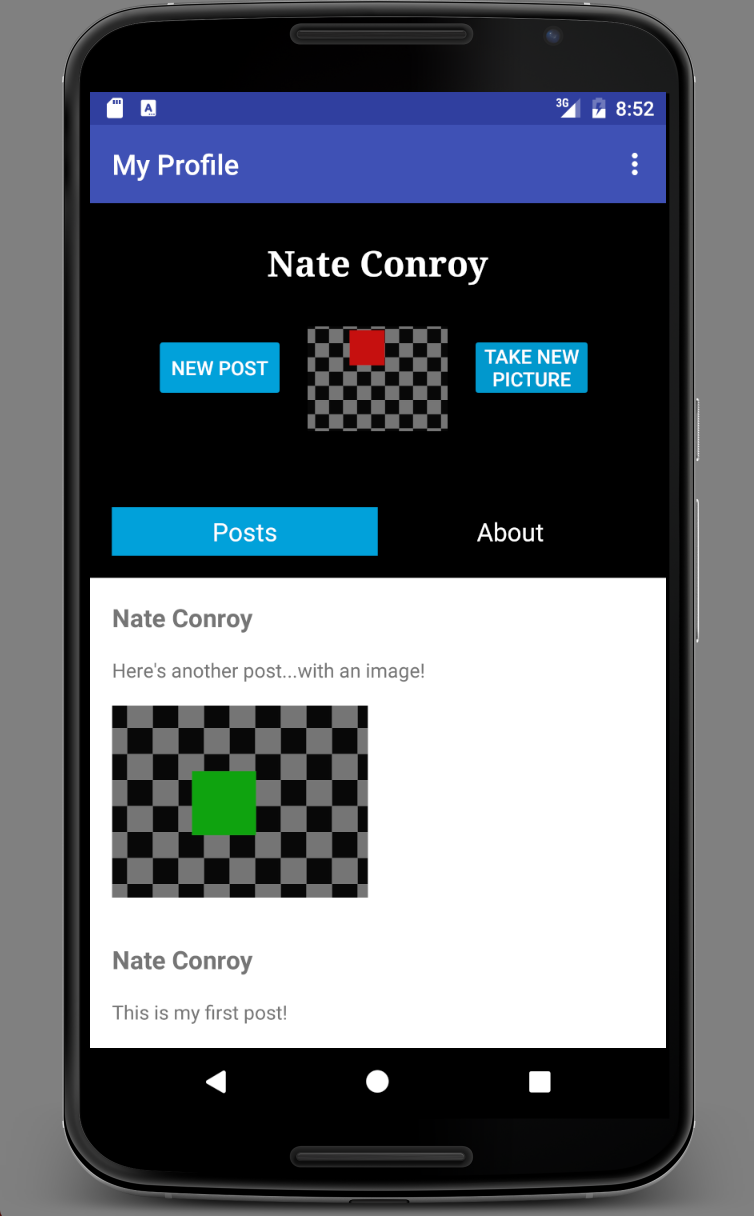 3G 8:52
My Profile
Nate Conroy
NEW POST
TAKE NEW
PICTURE
Posts About
Nate Conroy
Here's another post...with an image!
Nate Conroy
This is my first post!